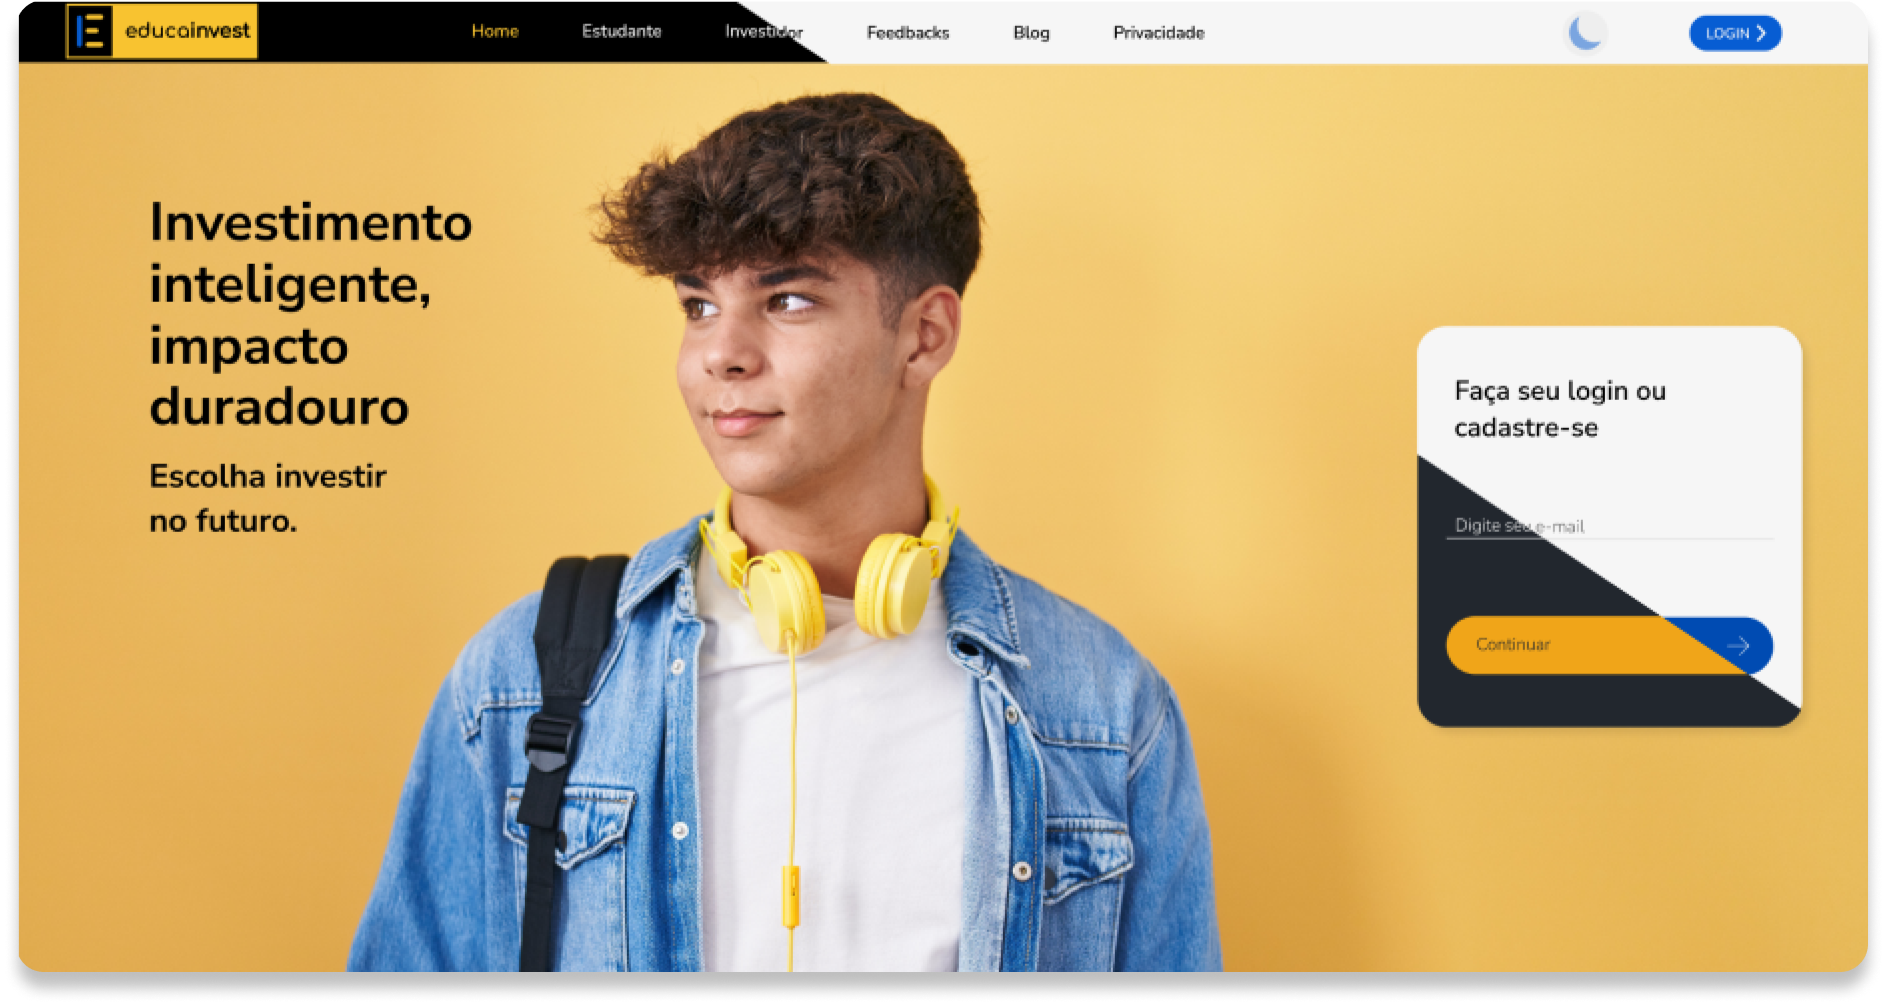 educainvest
Home Estudante Investidor Feedbacks Blog Privacidade
LOGIN
Investimento
inteligente,
impacto
duradouro
Escolha investir
no futuro.
Faça seu login ou
cadastre-se
Digite seu e-mail
Continuar